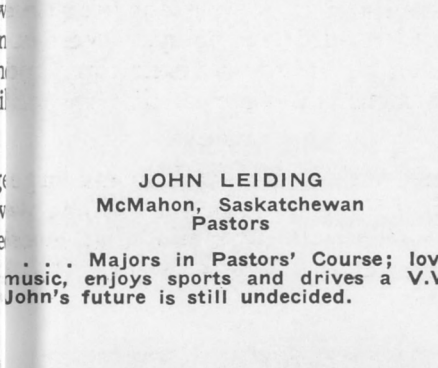 JOHN LEIDING
McMahon, Saskatchewan
Pastors
. . . . Majors in Pastors' Course;
music, enjoys sports and drives a
John's future is still undecided.